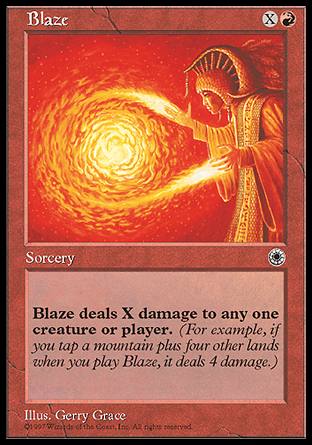 Blaze
X
Sorcery
Blaze deals X damage to any one
creature or player. (For example, if
you tap a mountain plus four other lands
when you play Blaze, it deals 4 damage.)
Illus. Gerry Grace
©1997 Wizards of the Coast, Inc. All rights reserved.